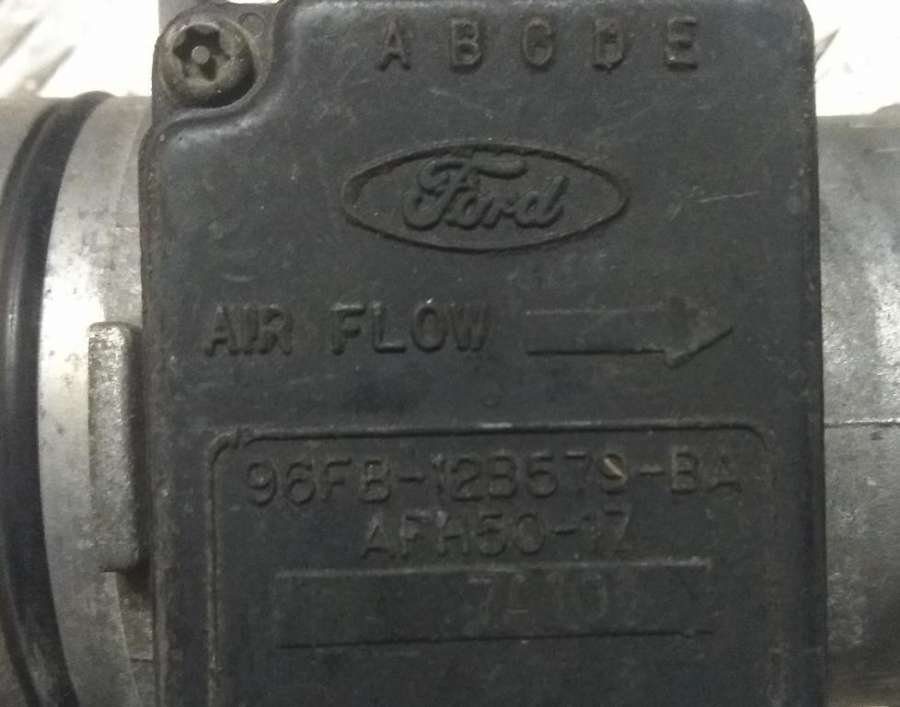 A B C D E
Ford
AIR FLOW
96FB-12B579-BA
AFH50-17